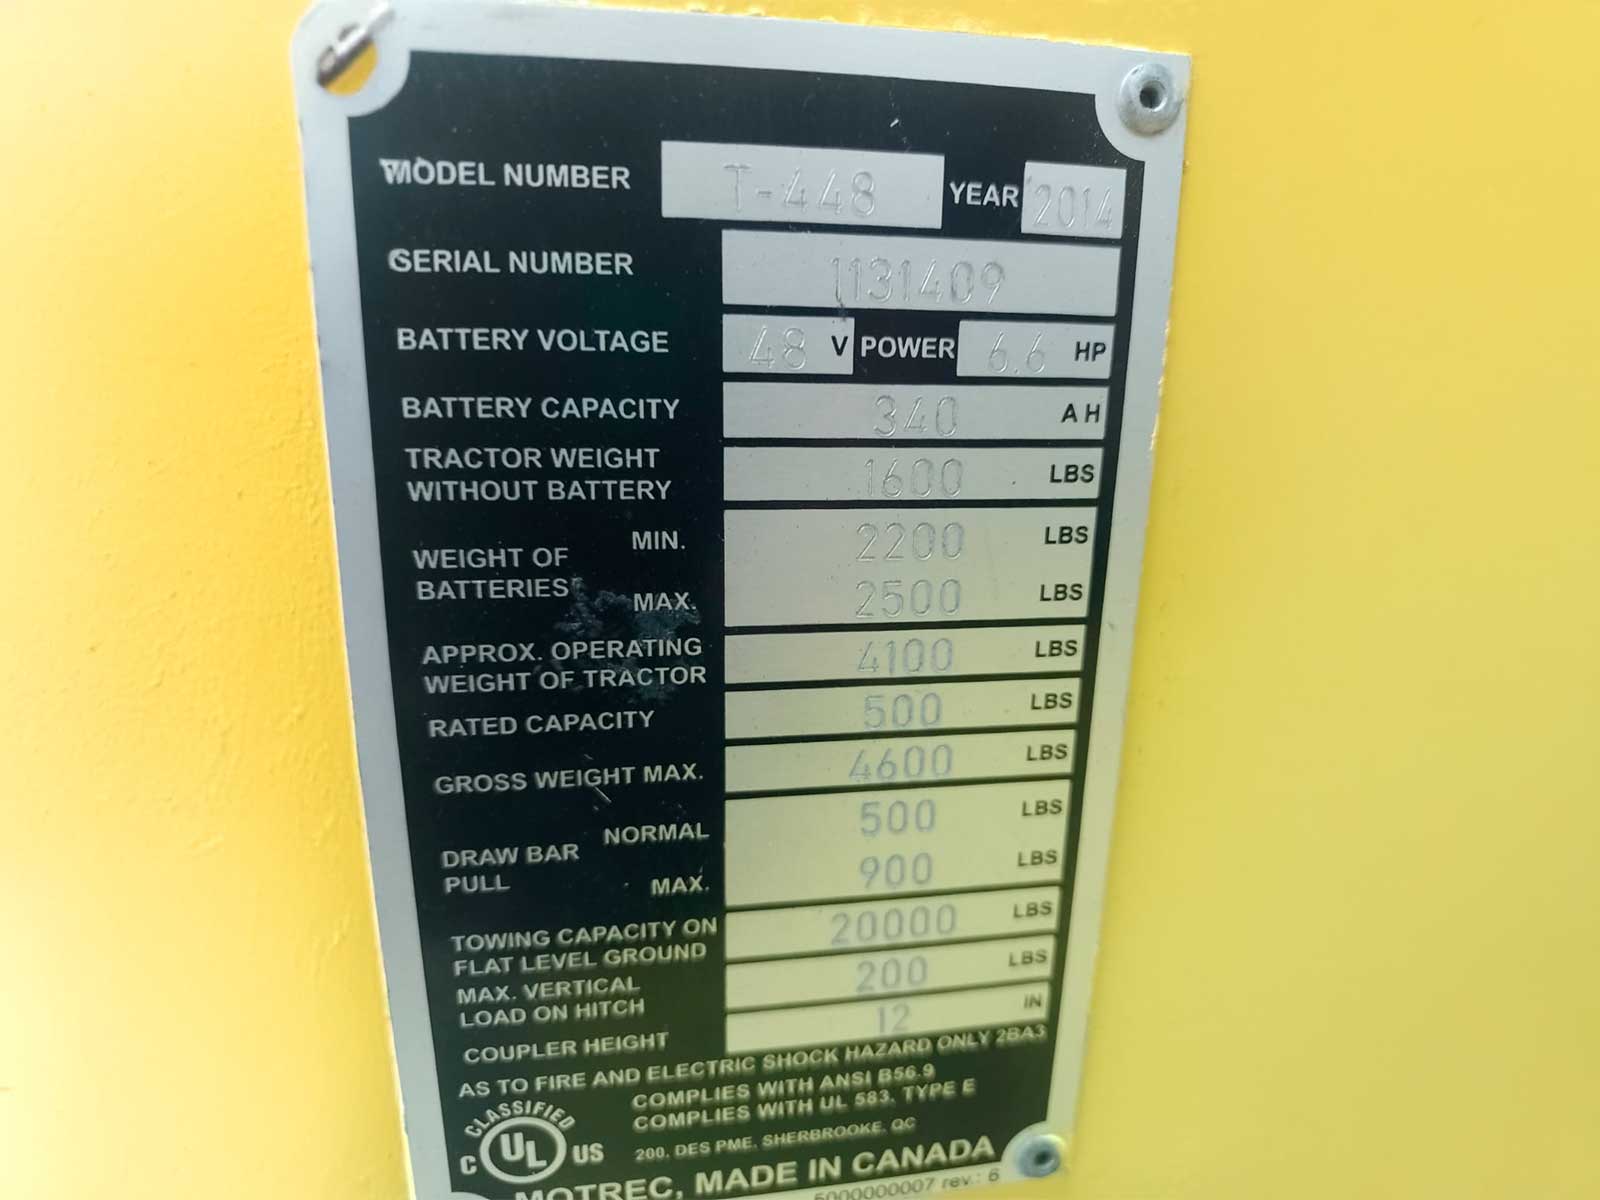 MODEL NUMBER T-448 YEAR 2014
SERIAL NUMBER 1131409
BATTERY VOLTAGE 48 V POWER 6.6 HP
BATTERY CAPACITY 340 AH
TRACTOR WEIGHT
WITHOUT BATTERY 1600 LBS
WEIGHT OF
BATTERIES
MIN. 2200 LBS
MAX. 2500 LBS
APPROX. OPERATING
WEIGHT OF TRACTOR 4100 LBS
RATED CAPACITY 500 LBS
GROSS WEIGHT MAX. 4600 LBS
DRAW BAR
PULL
NORMAL 500 LBS
MAX. 900 LBS
TOWING CAPACITY ON
FLAT LEVEL GROUND 20000 LBS
MAX. VERTICAL
LOAD ON HITCH 200 LBS
COUPLER HEIGHT 12 IN
AS TO FIRE AND ELECTRIC SHOCK HAZARD ONLY 2BA3
COMPLIES WITH ANSI B56.9
COMPLIES WITH UL 583, TYPE E
CLASSIFIED
C UL US
200, DES PME, SHERBROOKE, QC
MOTREC, MADE IN CANADA
5000000007 rev.: 6